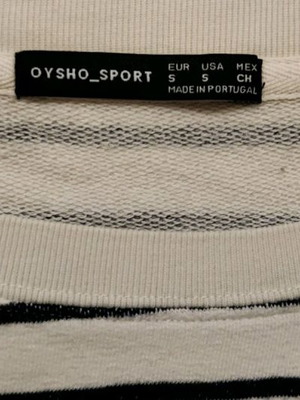 OYSHO_SPORT
EUR USA MEX
S S CH
MADE IN PORTUGAL